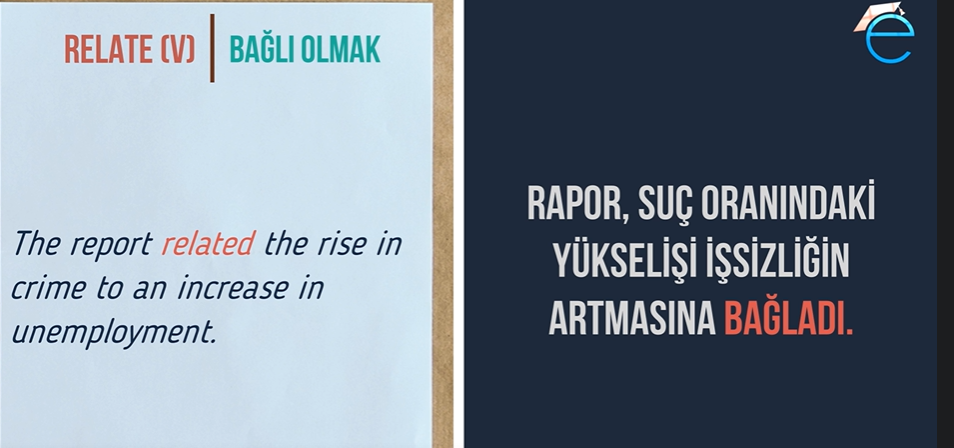 RELATE (V) | BAĞLI OLMAK
The report related the rise in
crime to an increase in
unemployment.
e
RAPOR, SUÇ ORANINDAKİ
YÜKSELİŞİ İŞSİZLİĞİN
ARTMASINA BAĞLADI.